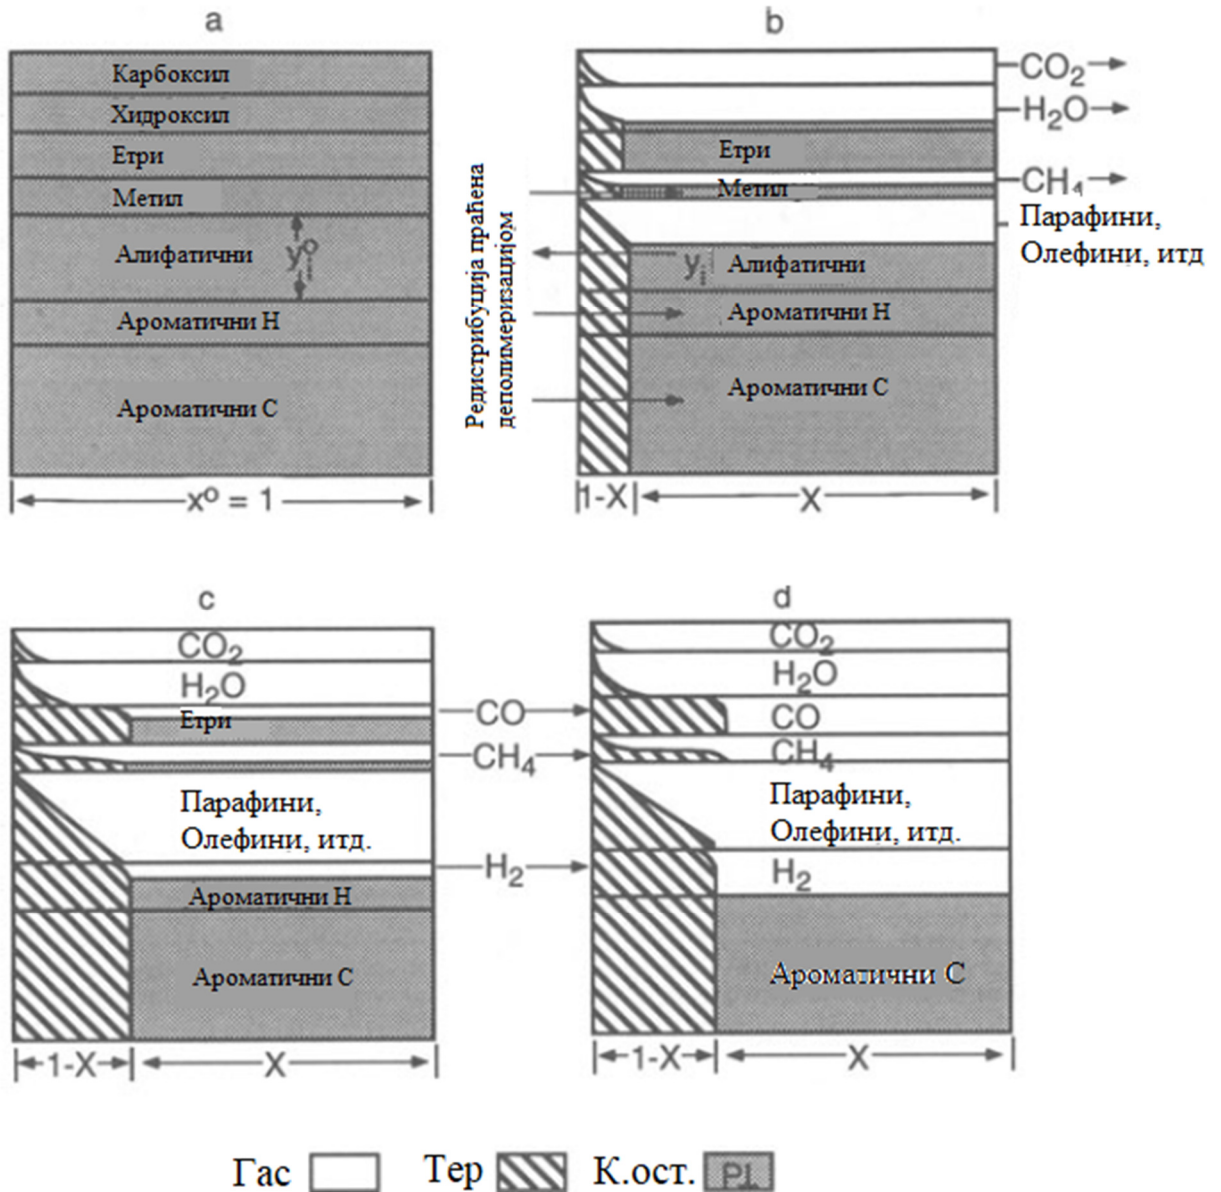 a
Карбоксил
Хидроксил
Етри
Метил
Алифатични
y°i
Ароматични Н
Ароматични С
x° = 1
b
CO2
H2O
Етри
CH4
Метил
Парафини,
Олефини, итд
Алифатични
yi
Ароматични Н
Ароматични С
Редистрибуција праћена
деполимеризацијом
1-X
X
c
CO2
H2O
Етри
CO
CH4
Парафини,
Олефини, итд.
H2
Ароматични Н
Ароматични С
1-X
X
d
CO2
H2O
CO
CH4
Парафини,
Олефини, итд.
H2
Ароматични С
1-X
X
Гас
Тер
К.ост.